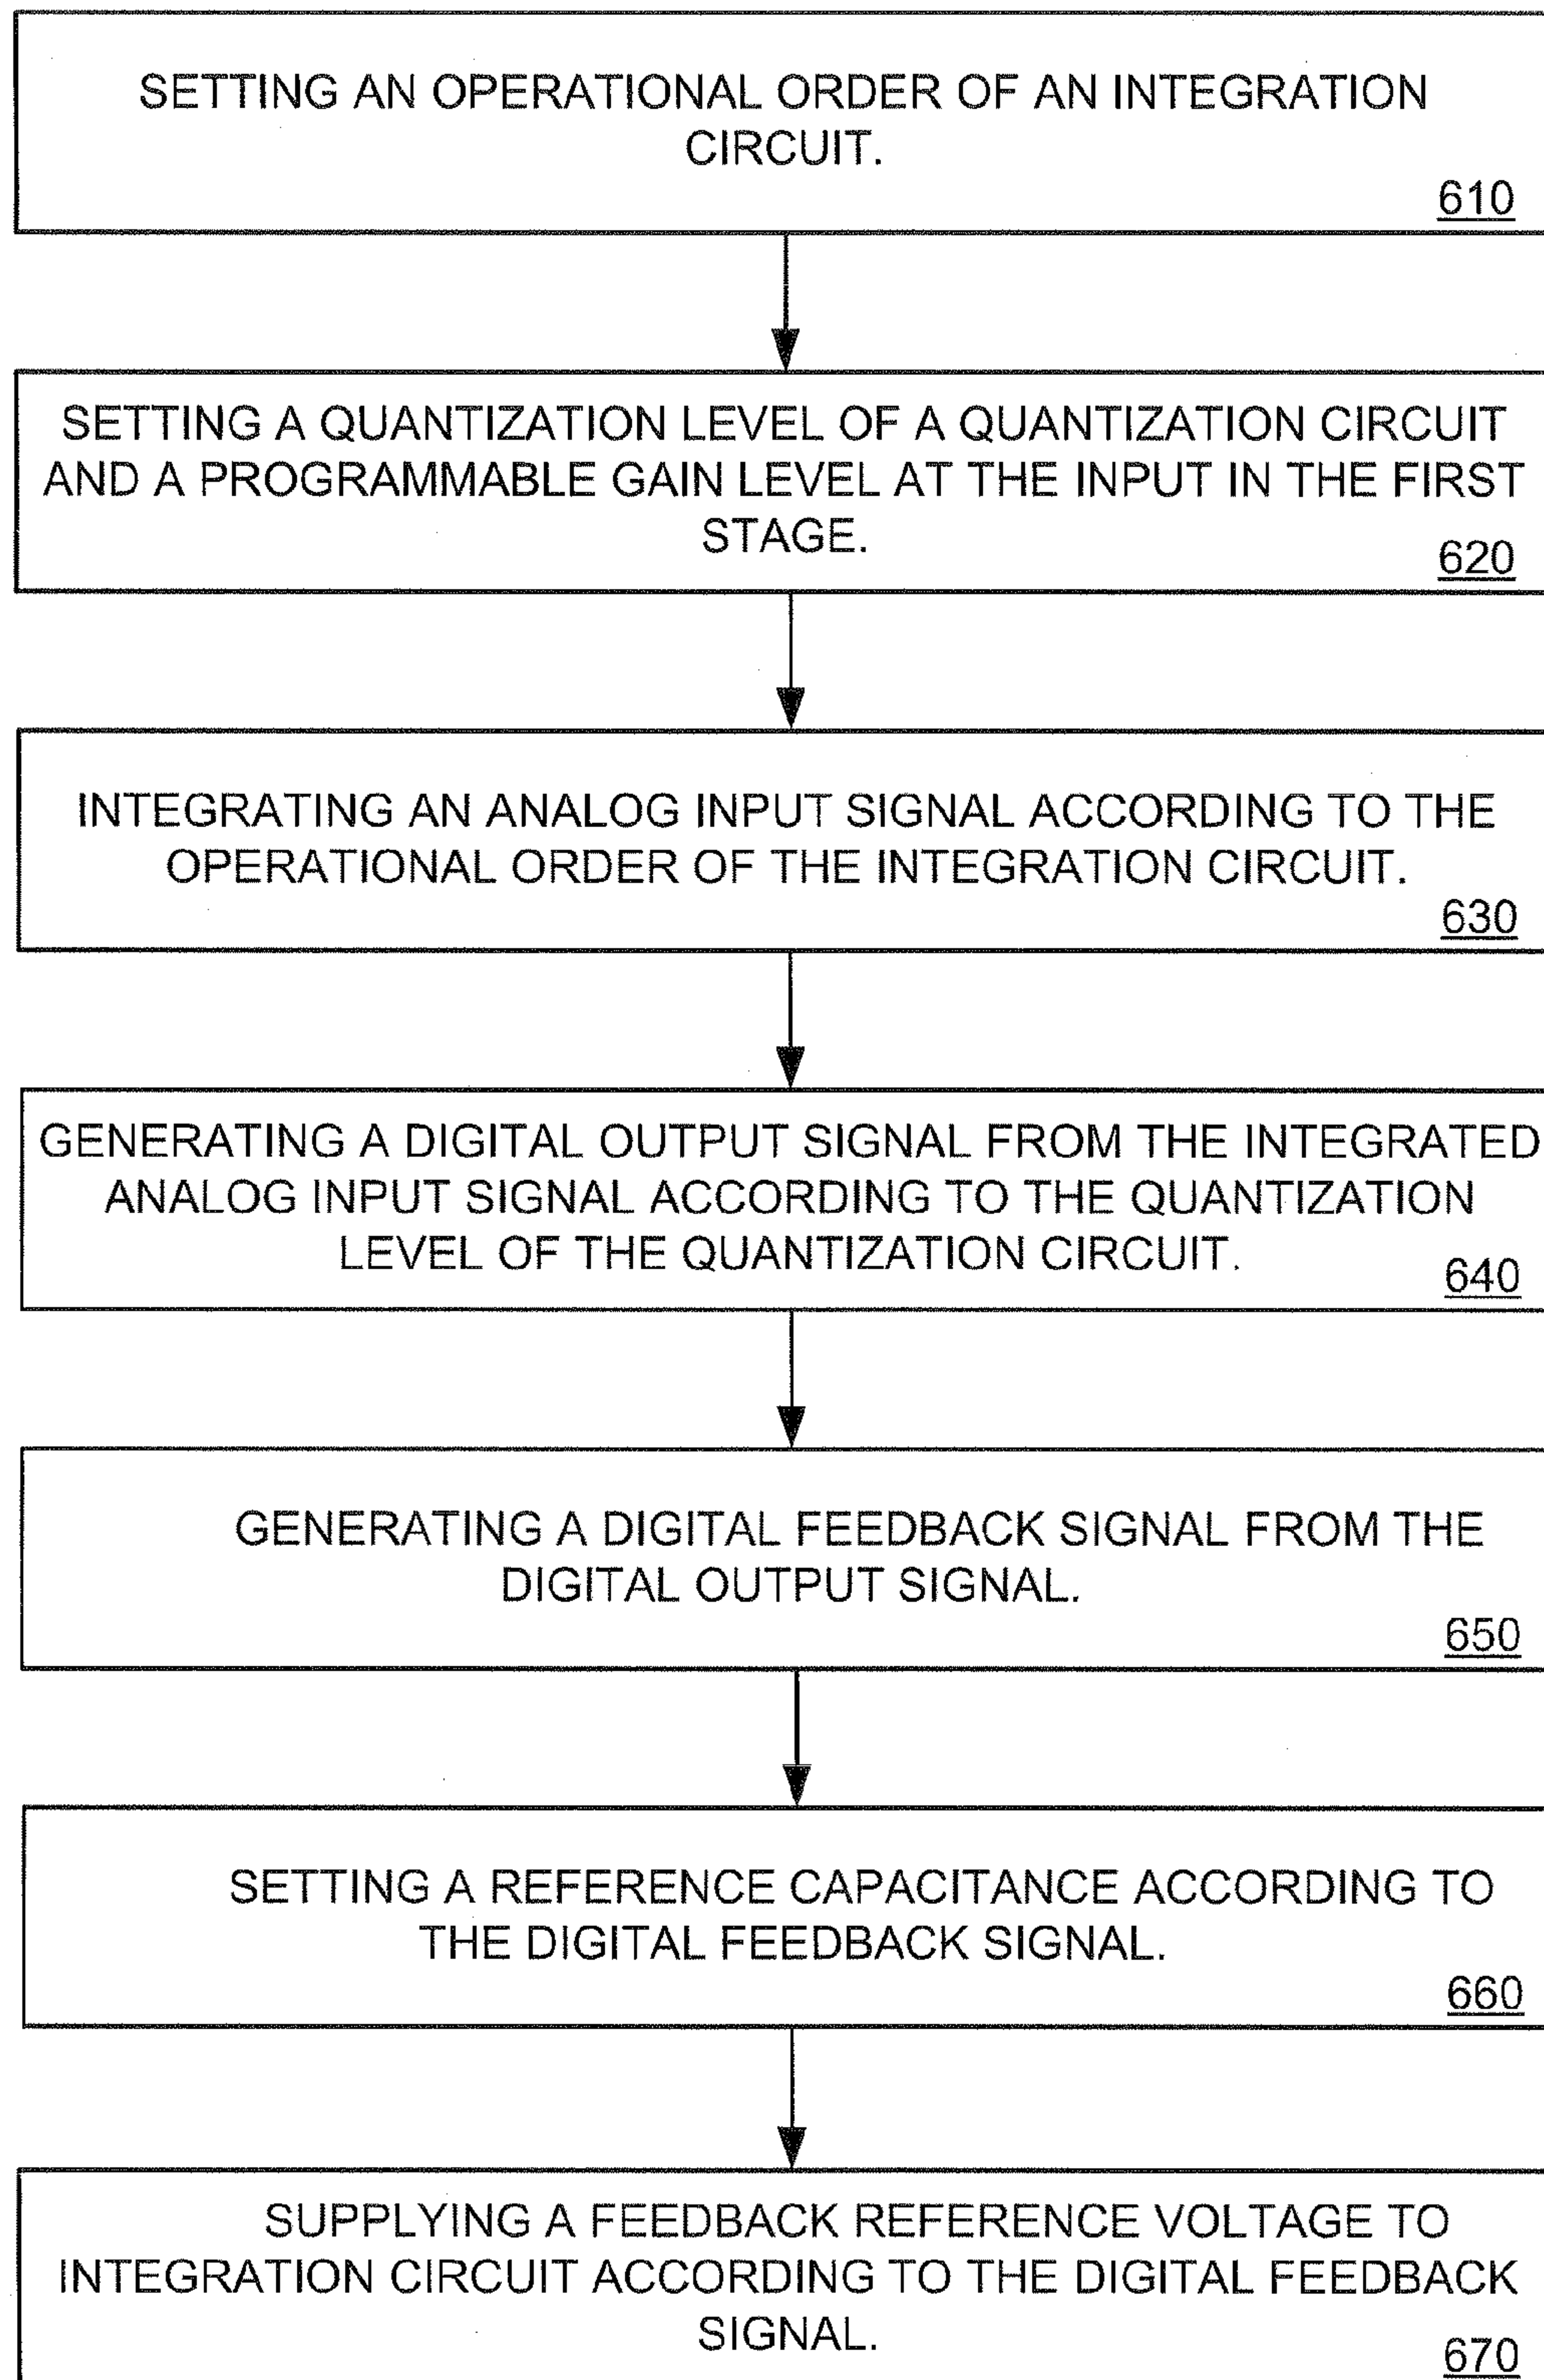 SETTING AN OPERATIONAL ORDER OF AN INTEGRATION
CIRCUIT.
610
SETTING A QUANTIZATION LEVEL OF A QUANTIZATION CIRCUIT
AND A PROGRAMMABLE GAIN LEVEL AT THE INPUT IN THE FIRST
STAGE.
620
INTEGRATING AN ANALOG INPUT SIGNAL ACCORDING TO THE
OPERATIONAL ORDER OF THE INTEGRATION CIRCUIT.
630
GENERATING A DIGITAL OUTPUT SIGNAL FROM THE INTEGRATED
ANALOG INPUT SIGNAL ACCORDING TO THE QUANTIZATION
LEVEL OF THE QUANTIZATION CIRCUIT.
640
GENERATING A DIGITAL FEEDBACK SIGNAL FROM THE
DIGITAL OUTPUT SIGNAL.
650
SETTING A REFERENCE CAPACITANCE ACCORDING TO
THE DIGITAL FEEDBACK SIGNAL.
660
SUPPLYING A FEEDBACK REFERENCE VOLTAGE TO
INTEGRATION CIRCUIT ACCORDING TO THE DIGITAL FEEDBACK
SIGNAL.
670